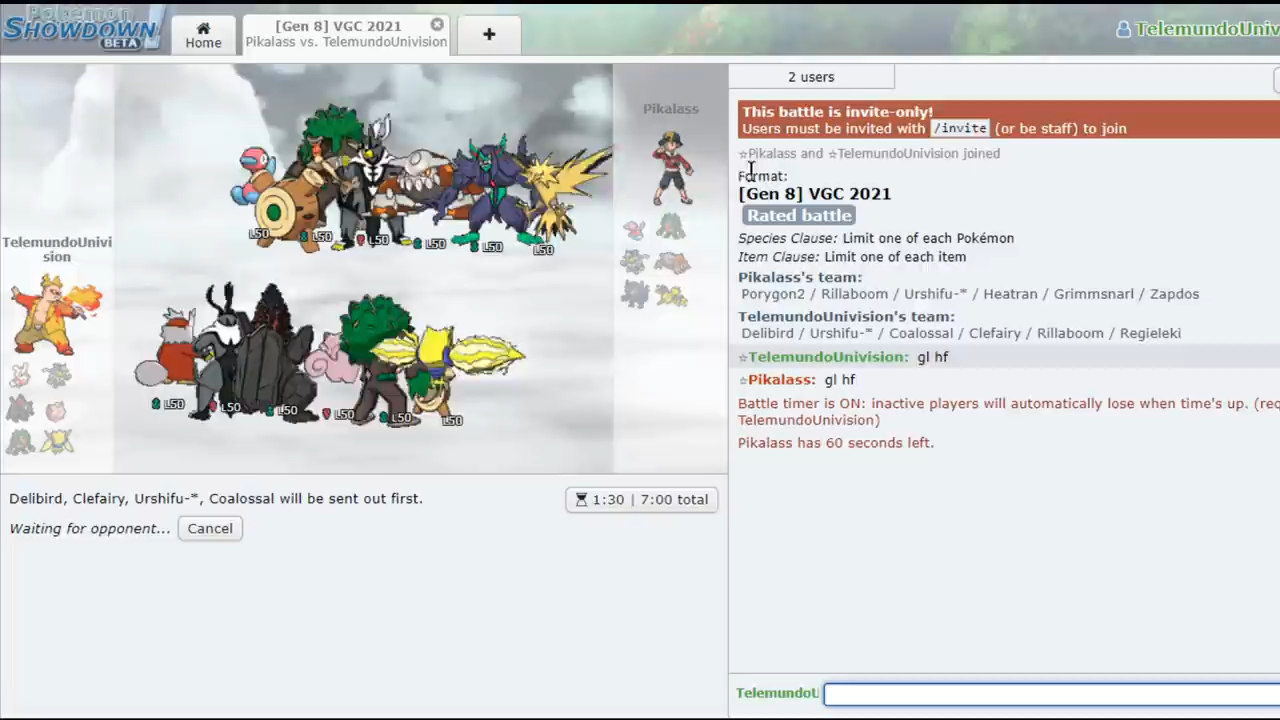 Pokémon
SHOWDOWN
BETA
Home
[Gen 8] VGC 2021
Pikalass vs. TelemundoUnivision
+
TelemundoUniv
2 users
This battle is invite-only!
Users must be invited with /invite (or be staff) to join
☆Pikalass and ☆TelemundoUnivision joined
Format:
[Gen 8] VGC 2021
Rated battle
Species Clause: Limit one of each Pokémon
Item Clause: Limit one of each item
Pikalass's team:
Porygon2 / Rillaboom / Urshifu-* / Heatran / Grimmsnarl / Zapdos
TelemundoUnivision's team:
Delibird / Urshifu-* / Coalossal / Clefairy / Rillaboom / Regieleki
☆TelemundoUnivision: gl hf
☆Pikalass: gl hf
Battle timer is ON: inactive players will automatically lose when time's up. (req
TelemundoUnivision)
Pikalass has 60 seconds left.
TelemundoU
Pikalass
TelemundoUnivi
sion
L50 L50 L50 L50 L50 L50
L50 L50 L50 L50 L50 L50
Delibird, Clefairy, Urshifu-*, Coalossal will be sent out first.
1:30 | 7:00 total
Waiting for opponent... Cancel